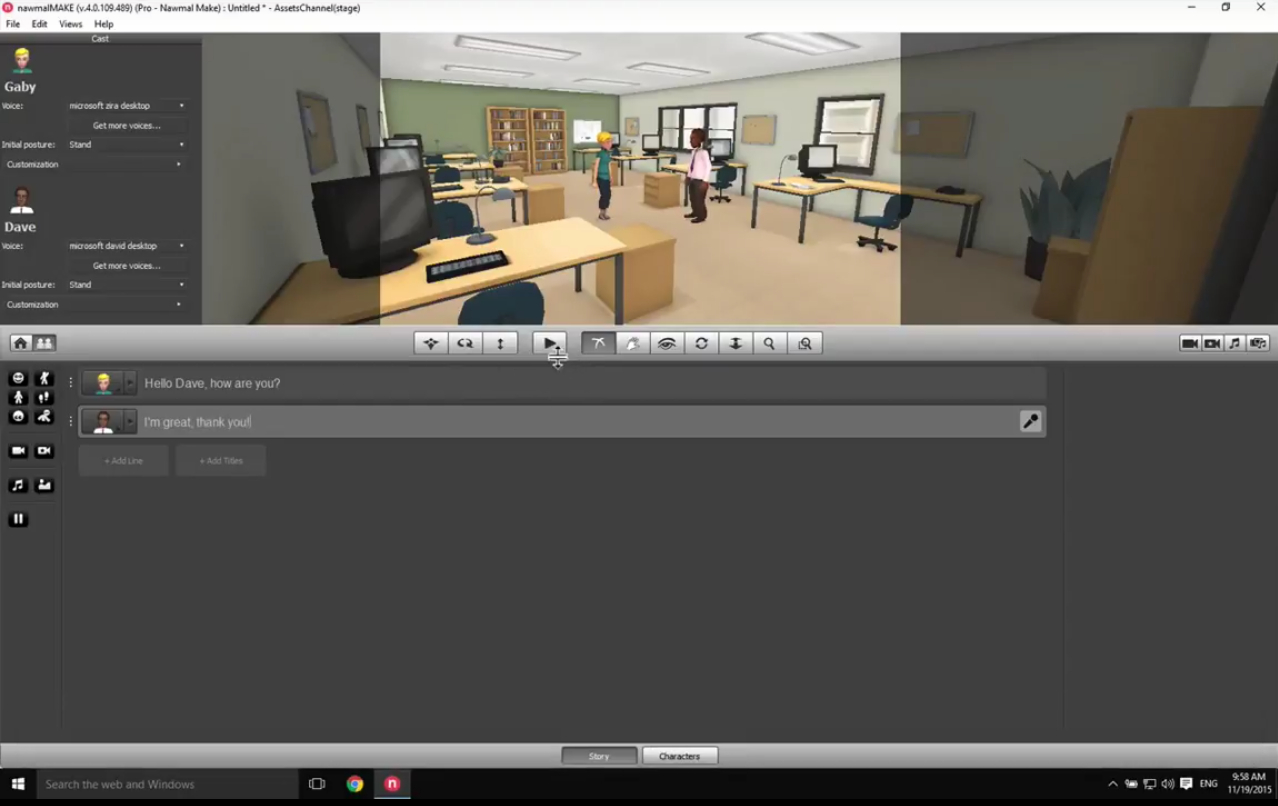 nawmalMAKE (v.4.0.109.489) (Pro - Nawmal Make) : Untitled * - AssetsChannel(stage)
File Edit Views Help
Cast
Gaby
Voice: microsoft zira desktop
Get more voices...
Initial posture: Stand
Customization
Dave
Voice: microsoft david desktop
Get more voices...
Initial posture: Stand
Customization
Hello Dave, how are you?
I'm great, thank you!
+ Add Line + Add Titles
Story Characters
Search the web and Windows
n
ENG
9:58 AM
11/19/2015